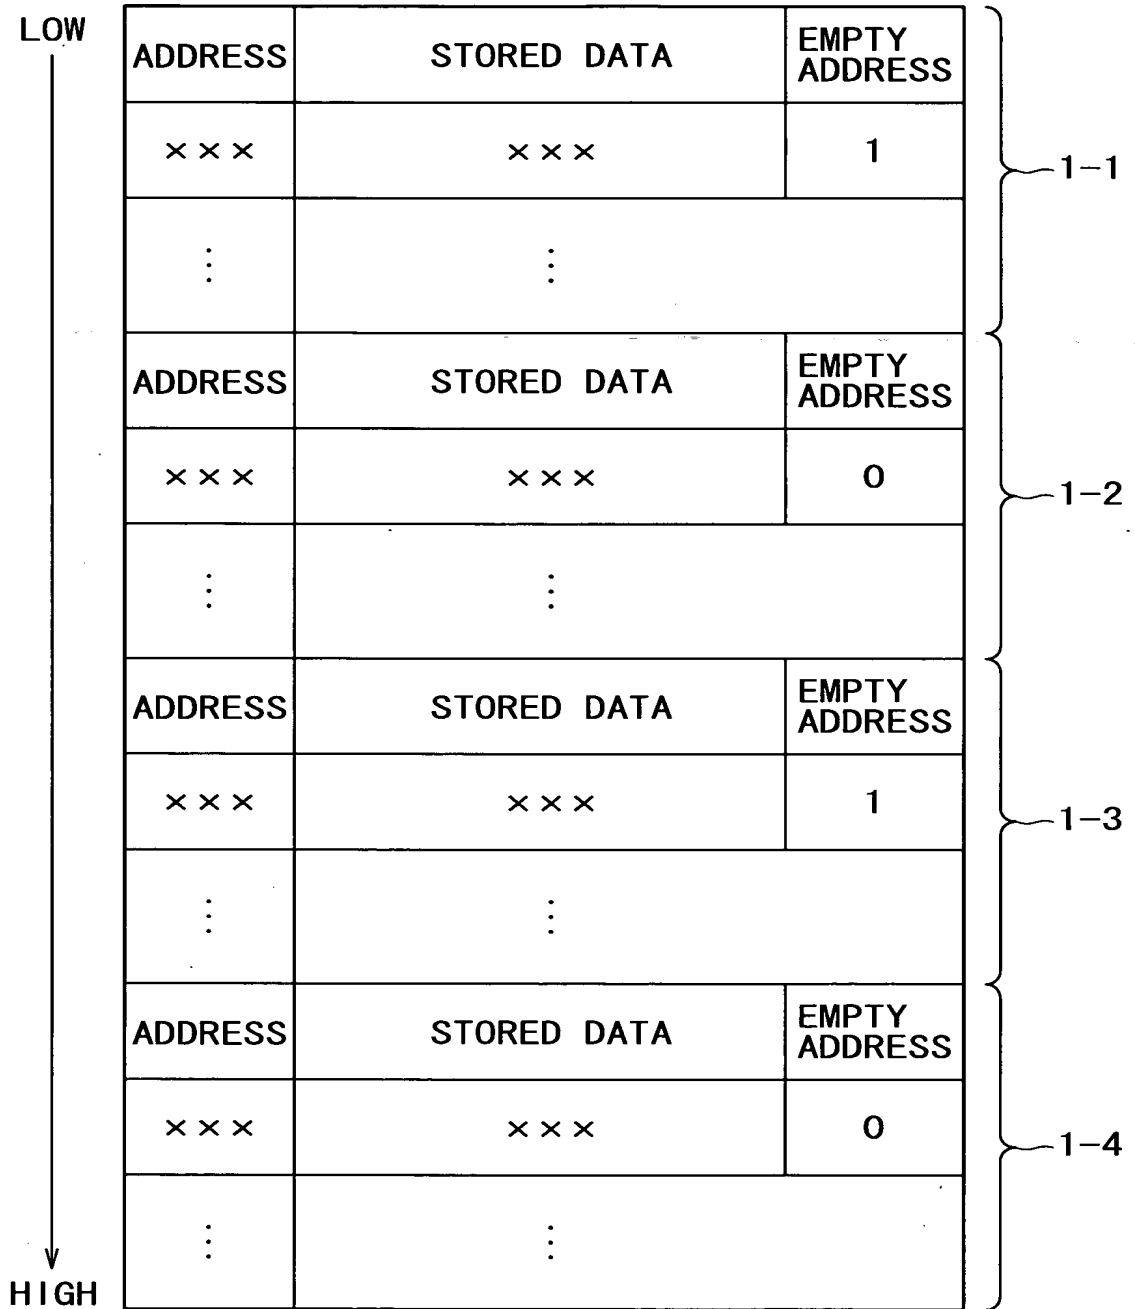 LOW
ADDRESS STORED DATA EMPTY
ADDRESS
××× ××× 1
1-1
⋮ ⋮
ADDRESS STORED DATA EMPTY
ADDRESS
××× ××× 0
1-2
⋮ ⋮
ADDRESS STORED DATA EMPTY
ADDRESS
××× ××× 1
1-3
⋮ ⋮
ADDRESS STORED DATA EMPTY
ADDRESS
××× ××× 0
1-4
⋮ ⋮
HIGH